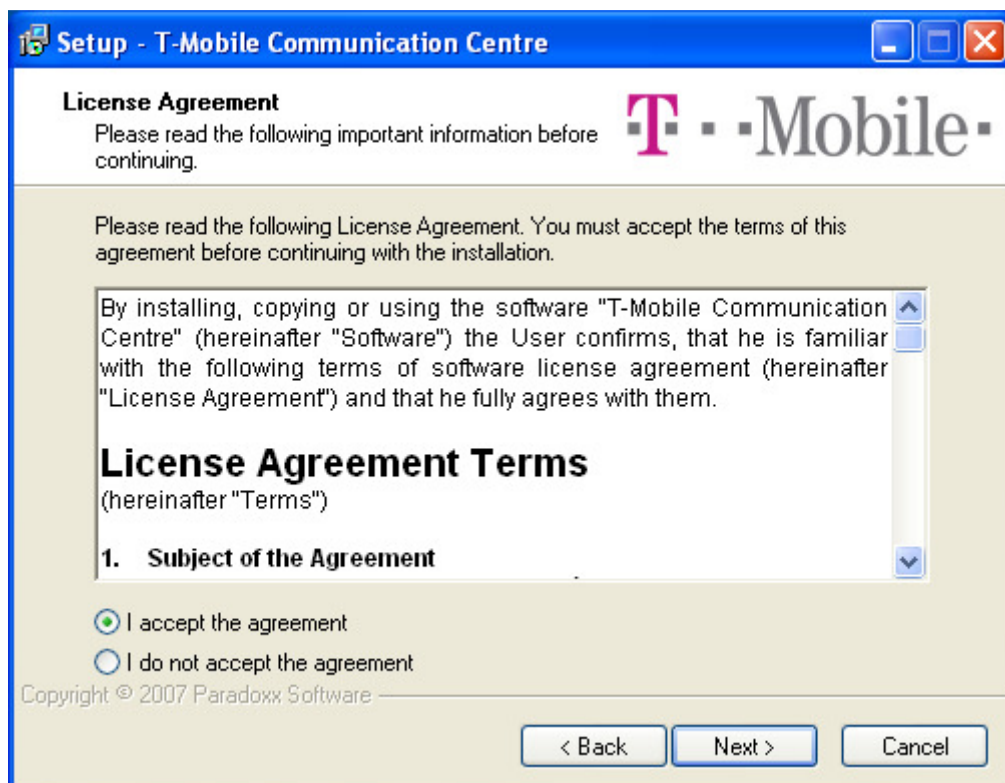 Setup - T-Mobile Communication Centre
License Agreement
Please read the following important information before
continuing.
T · · Mobile ·
Please read the following License Agreement. You must accept the terms of this
agreement before continuing with the installation.
By installing, copying or using the software "T-Mobile Communication
Centre" (hereinafter "Software") the User confirms, that he is familiar
with the following terms of software license agreement (hereinafter
"License Agreement") and that he fully agrees with them.
License Agreement Terms
(hereinafter "Terms")
1. Subject of the Agreement
I accept the agreement
I do not accept the agreement
Copyright © 2007 Paradoxx Software
< Back
Next >
Cancel